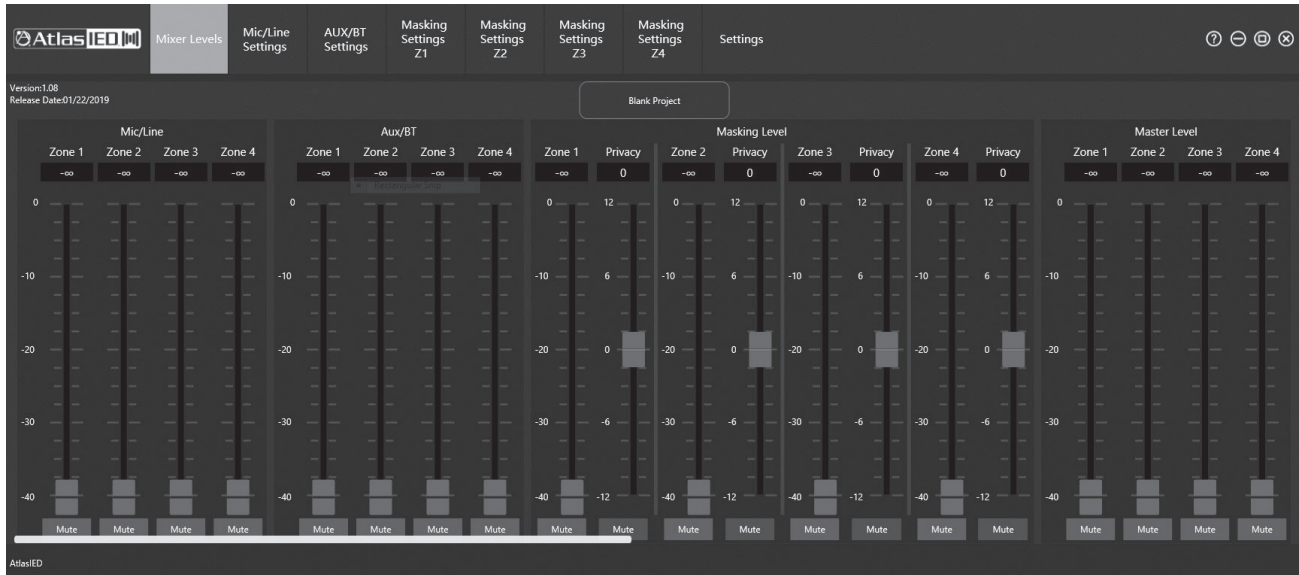 AtlasIED
Mixer Levels
Mic/Line
Settings
AUX/BT
Settings
Masking
Settings
Z1
Masking
Settings
Z2
Masking
Settings
Z3
Masking
Settings
Z4
Settings
Version:1.08
Release Date:01/22/2019
Blank Project
Mic/Line
Zone 1 Zone 2 Zone 3 Zone 4
-∞ -∞ -∞ -∞
0
-10
-20
-30
-40
Mute Mute Mute Mute
Aux/BT
Zone 1 Zone 2 Zone 3 Zone 4
-∞ -∞ -∞ -∞
Rectangular Snip
0
-10
-20
-30
-40
Mute Mute Mute Mute
Masking Level
Zone 1 Privacy Zone 2 Privacy Zone 3 Privacy Zone 4 Privacy
-∞ 0 -∞ 0 -∞ 0 -∞ 0
0 12 0 12 0 12 0 12
-10 6 -10 6 -10 6 -10 6
-20 0 -20 0 -20 0 -20 0
-30 -6 -30 -6 -30 -6 -30 -6
-40 -12 -40 -12 -40 -12 -40 -12
Mute Mute Mute Mute Mute Mute Mute Mute
Master Level
Zone 1 Zone 2 Zone 3 Zone 4
-∞ -∞ -∞ -∞
0
-10
-20
-30
-40
Mute Mute Mute Mute
AtlasIED